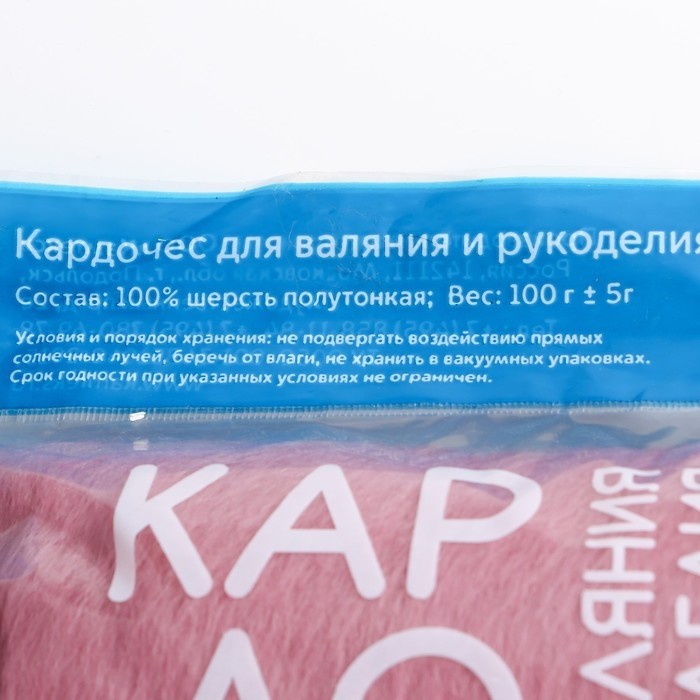 Кардочес для валяния и рукоделия
Состав: 100% шерсть полутонкая; Вес: 100 г ± 5г
Условия и порядок хранения: не подвергать воздействию прямых
солнечных лучей, беречь от влаги, не хранить в вакуумных упаковках.
Срок годности при указанных условиях не ограничен.
КАР